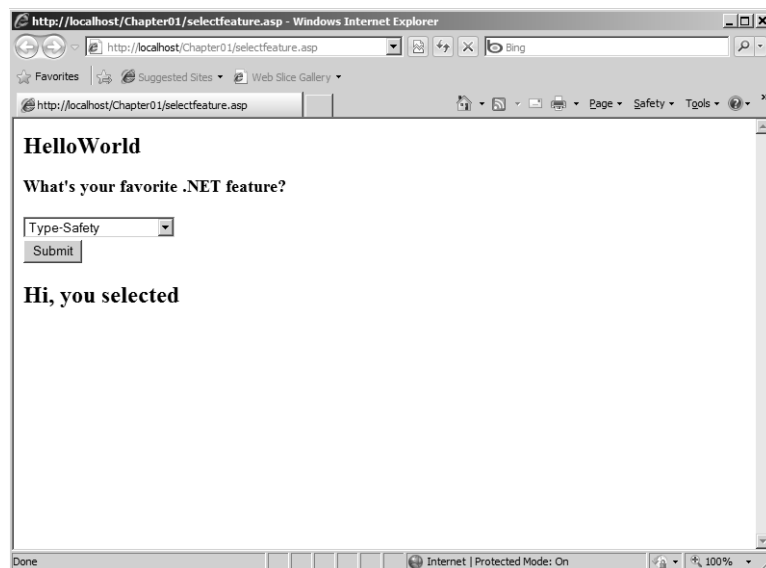 http://localhost/Chapter01/selectfeature.asp - Windows Internet Explorer
http://localhost/Chapter01/selectfeature.asp
Bing
Favorites
Suggested Sites
Web Slice Gallery
http://localhost/Chapter01/selectfeature.asp
Page
Safety
Tools
HelloWorld
What's your favorite .NET feature?
Type-Safety
Submit
Hi, you selected
Done
Internet | Protected Mode: On
100%